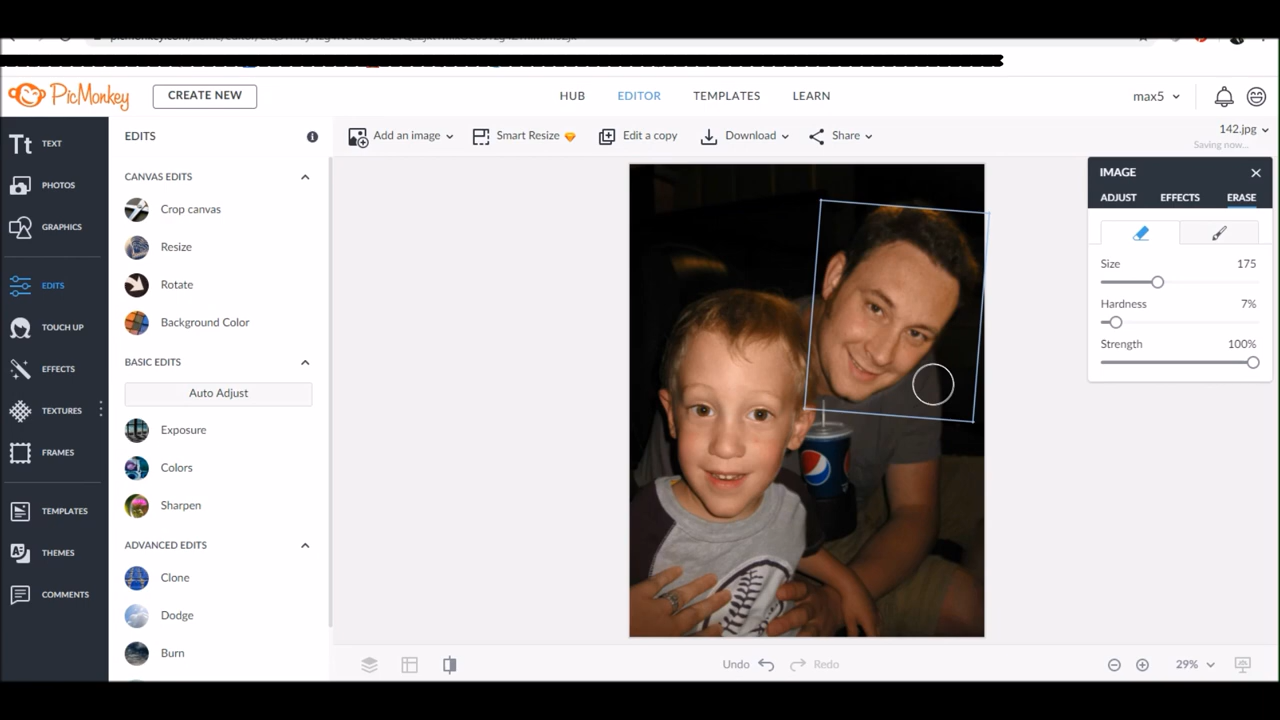 PicMonkey
CREATE NEW
HUB
EDITOR
TEMPLATES
LEARN
max5
TEXT
PHOTOS
GRAPHICS
EDITS
TOUCH UP
EFFECTS
TEXTURES
FRAMES
TEMPLATES
THEMES
COMMENTS
EDITS
CANVAS EDITS
Crop canvas
Resize
Rotate
Background Color
BASIC EDITS
Auto Adjust
Exposure
Colors
Sharpen
ADVANCED EDITS
Clone
Dodge
Burn
Add an image
Smart Resize
Edit a copy
Download
Share
142.jpg
Saving now...
IMAGE
ADJUST EFFECTS ERASE
Size 175
Hardness 7%
Strength 100%
Undo
Redo
29%